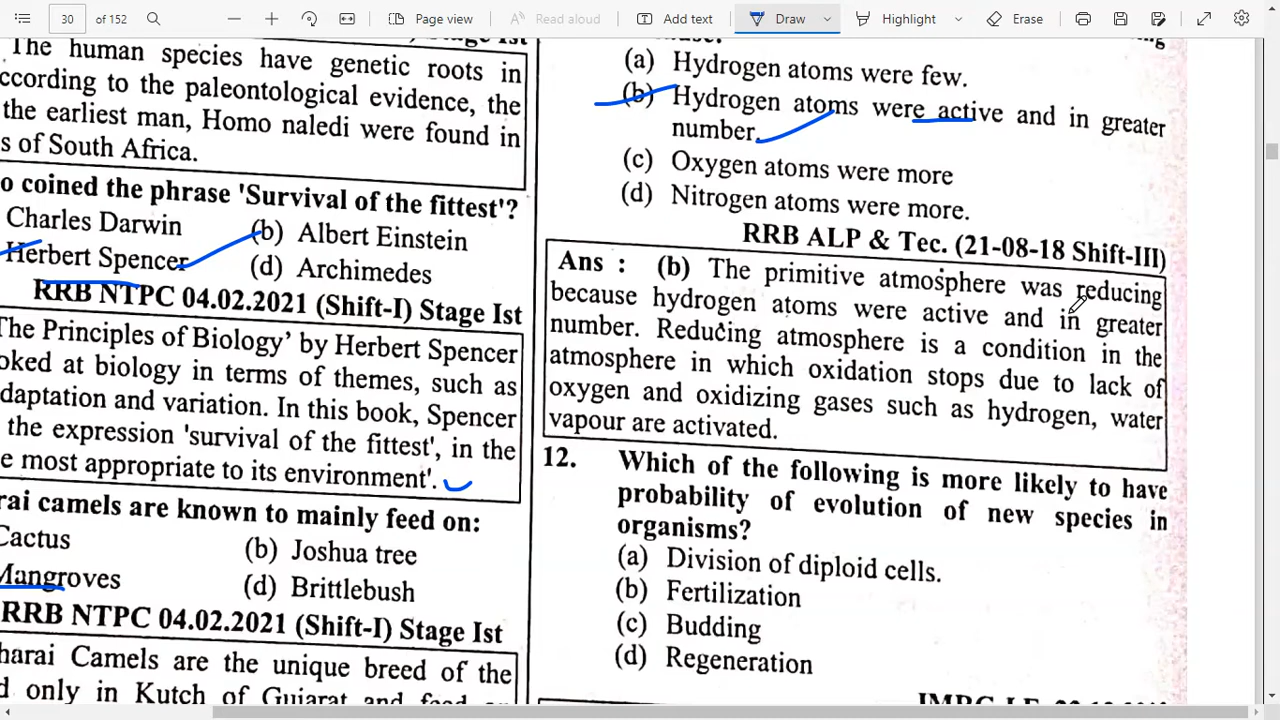 30 of 152
Page view
Read aloud
Add text
Draw
Highlight
Erase
Stage Ist
The human species have genetic roots in
ccording to the paleontological evidence, the
the earliest man, Homo naledi were found in
s of South Africa.
o coined the phrase 'Survival of the fittest'?
Charles Darwin (b) Albert Einstein
Herbert Spencer (d) Archimedes
RRB NTPC 04.02.2021 (Shift-I) Stage Ist
The Principles of Biology' by Herbert Spencer
oked at biology in terms of themes, such as
daptation and variation. In this book, Spencer
the expression 'survival of the fittest', in the
e most appropriate to its environment'.
rai camels are known to mainly feed on:
Cactus (b) Joshua tree
Mangroves (d) Brittlebush
RRB NTPC 04.02.2021 (Shift-I) Stage Ist
harai Camels are the unique breed of the
d only in Kutch of Gujarat and feed
(a) Hydrogen atoms were few.
(b) Hydrogen atoms were active and in greater
number.
(c) Oxygen atoms were more
(d) Nitrogen atoms were more.
RRB ALP & Tec. (21-08-18 Shift-III)
Ans : (b) The primitive atmosphere was reducing
because hydrogen atoms were active and in greater
number. Reducing atmosphere is a condition in the
atmosphere in which oxidation stops due to lack of
oxygen and oxidizing gases such as hydrogen, water
vapour are activated.
12. Which of the following is more likely to have
probability of evolution of new species in
organisms?
(a) Division of diploid cells.
(b) Fertilization
(c) Budding
(d) Regeneration